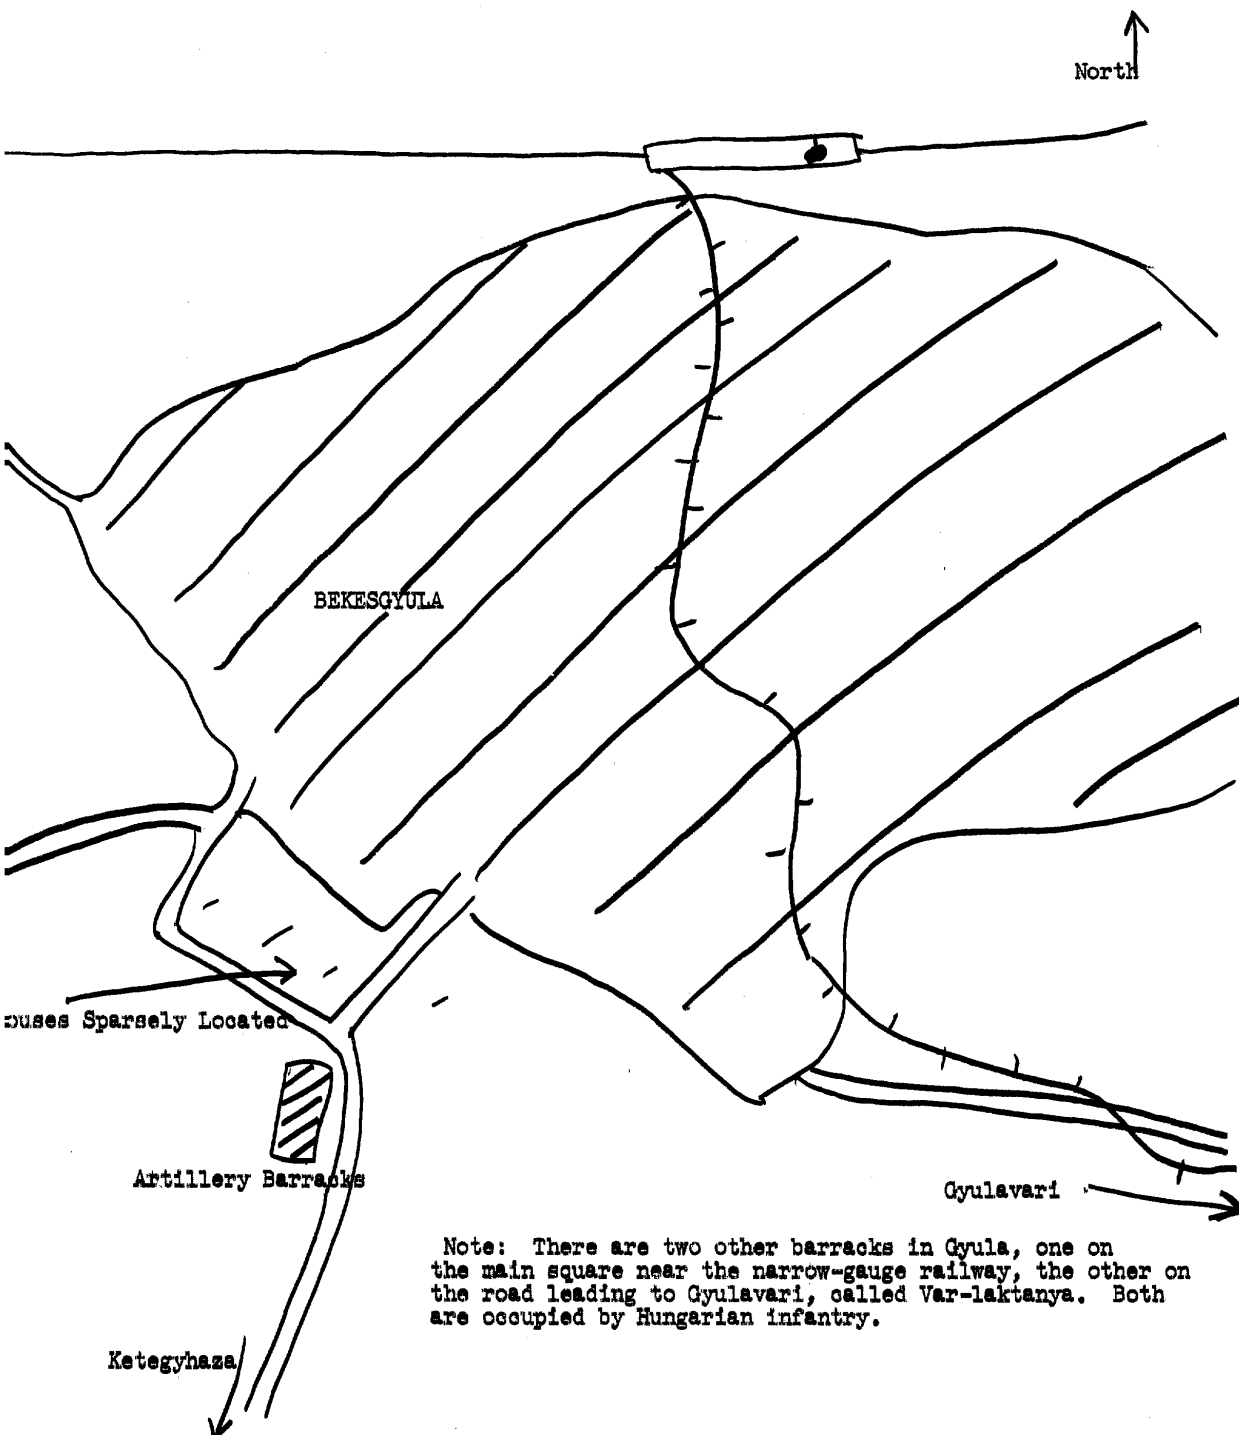 North
BEKESGYULA
ouses Sparsely Located
Artillery Barracks
Gyulavari
Note: There are two other barracks in Gyula, one on
the main square near the narrow-gauge railway, the other on
the road leading to Gyulavari, called Var-laktanya. Both
are occupied by Hungarian infantry.
Ketegyhaza